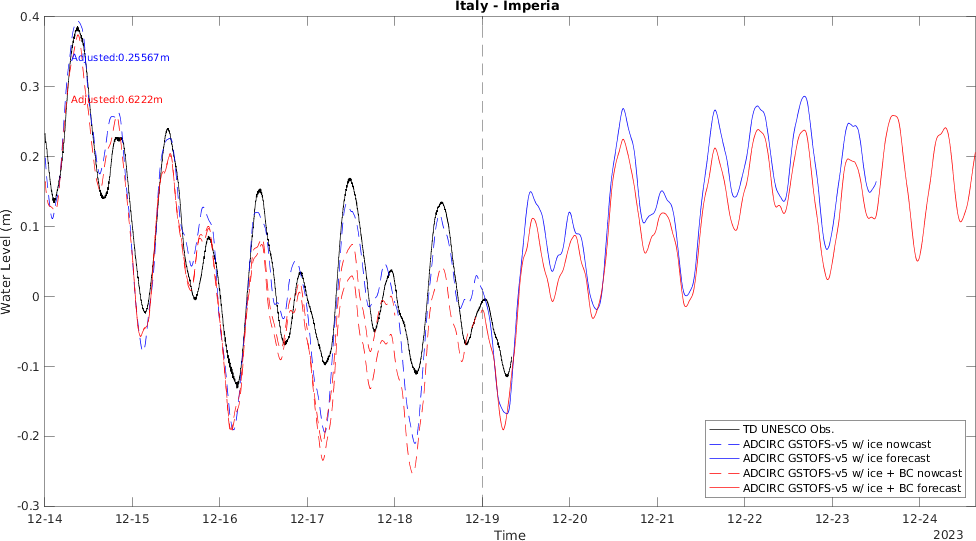 Italy - Imperia
Water Level (m)
0.4
0.3
0.2
0.1
0
-0.1
-0.2
-0.3
Adjusted:0.25567m
Adjusted:0.6222m
TD UNESCO Obs.
ADCIRC GSTOFS-v5 w/ ice nowcast
ADCIRC GSTOFS-v5 w/ ice forecast
ADCIRC GSTOFS-v5 w/ ice + BC nowcast
ADCIRC GSTOFS-v5 w/ ice + BC forecast
12-14 12-15 12-16 12-17 12-18 12-19 12-20 12-21 12-22 12-23 12-24
Time
2023